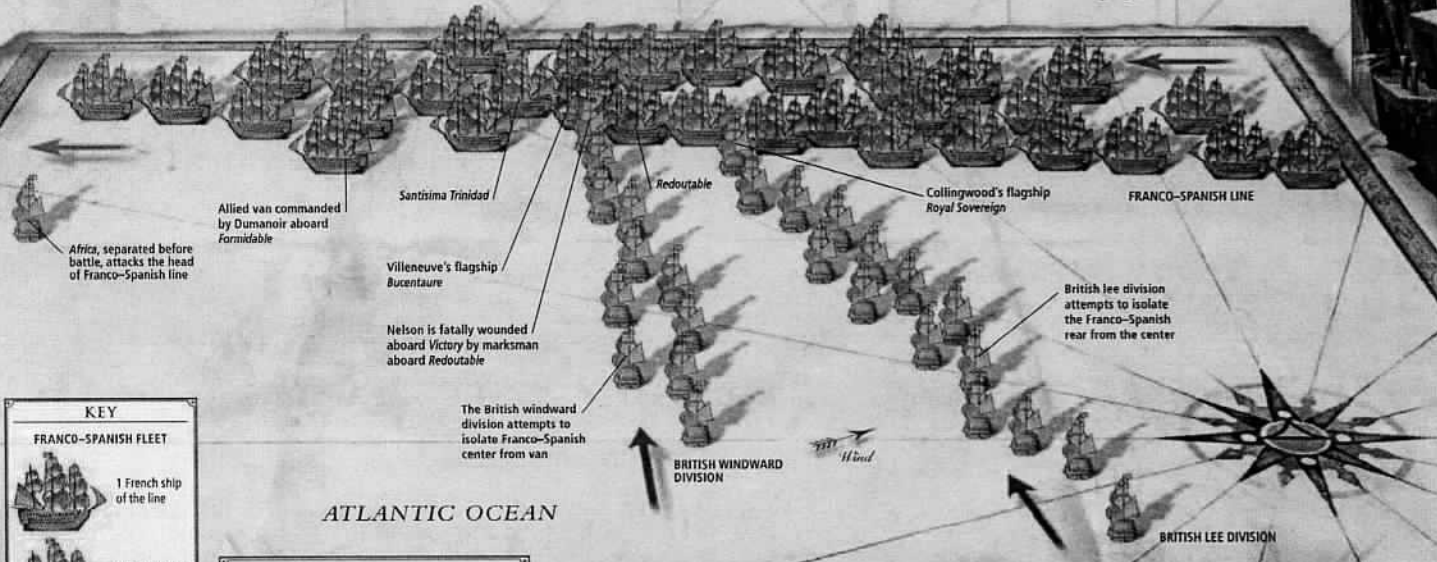 Santisima Trinidad
Redoutable
Collingwood's flagship
Royal Sovereign
FRANCO–SPANISH LINE
Allied van commanded
by Dumanoir aboard
Formidable
Africa, separated before
battle, attacks the head
of Franco–Spanish line
Villeneuve's flagship
Bucentaure
British lee division
attempts to isolate
the Franco–Spanish
rear from the center
Nelson is fatally wounded
aboard Victory by marksman
aboard Redoutable
The British windward
division attempts to
isolate Franco–Spanish
center from van
Wind
BRITISH WINDWARD
DIVISION
BRITISH LEE DIVISION
ATLANTIC OCEAN
KEY
FRANCO–SPANISH FLEET
1 French ship
of the line